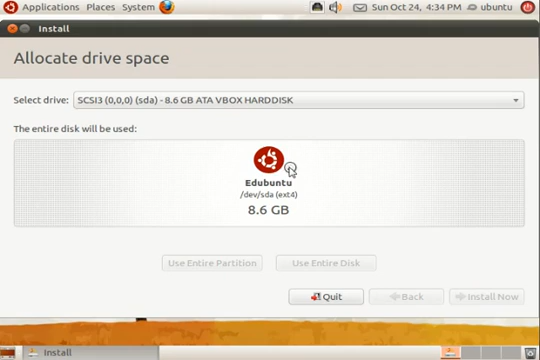 Applications Places System Sun Oct 24, 4:34 PM ubuntu
Install
Allocate drive space
Select drive: SCSI3 (0,0,0) (sda) - 8.6 GB ATA VBOX HARDDISK
The entire disk will be used:
Edubuntu
/dev/sda (ext4)
8.6 GB
Use Entire Partition Use Entire Disk
Quit Back Install Now
Install